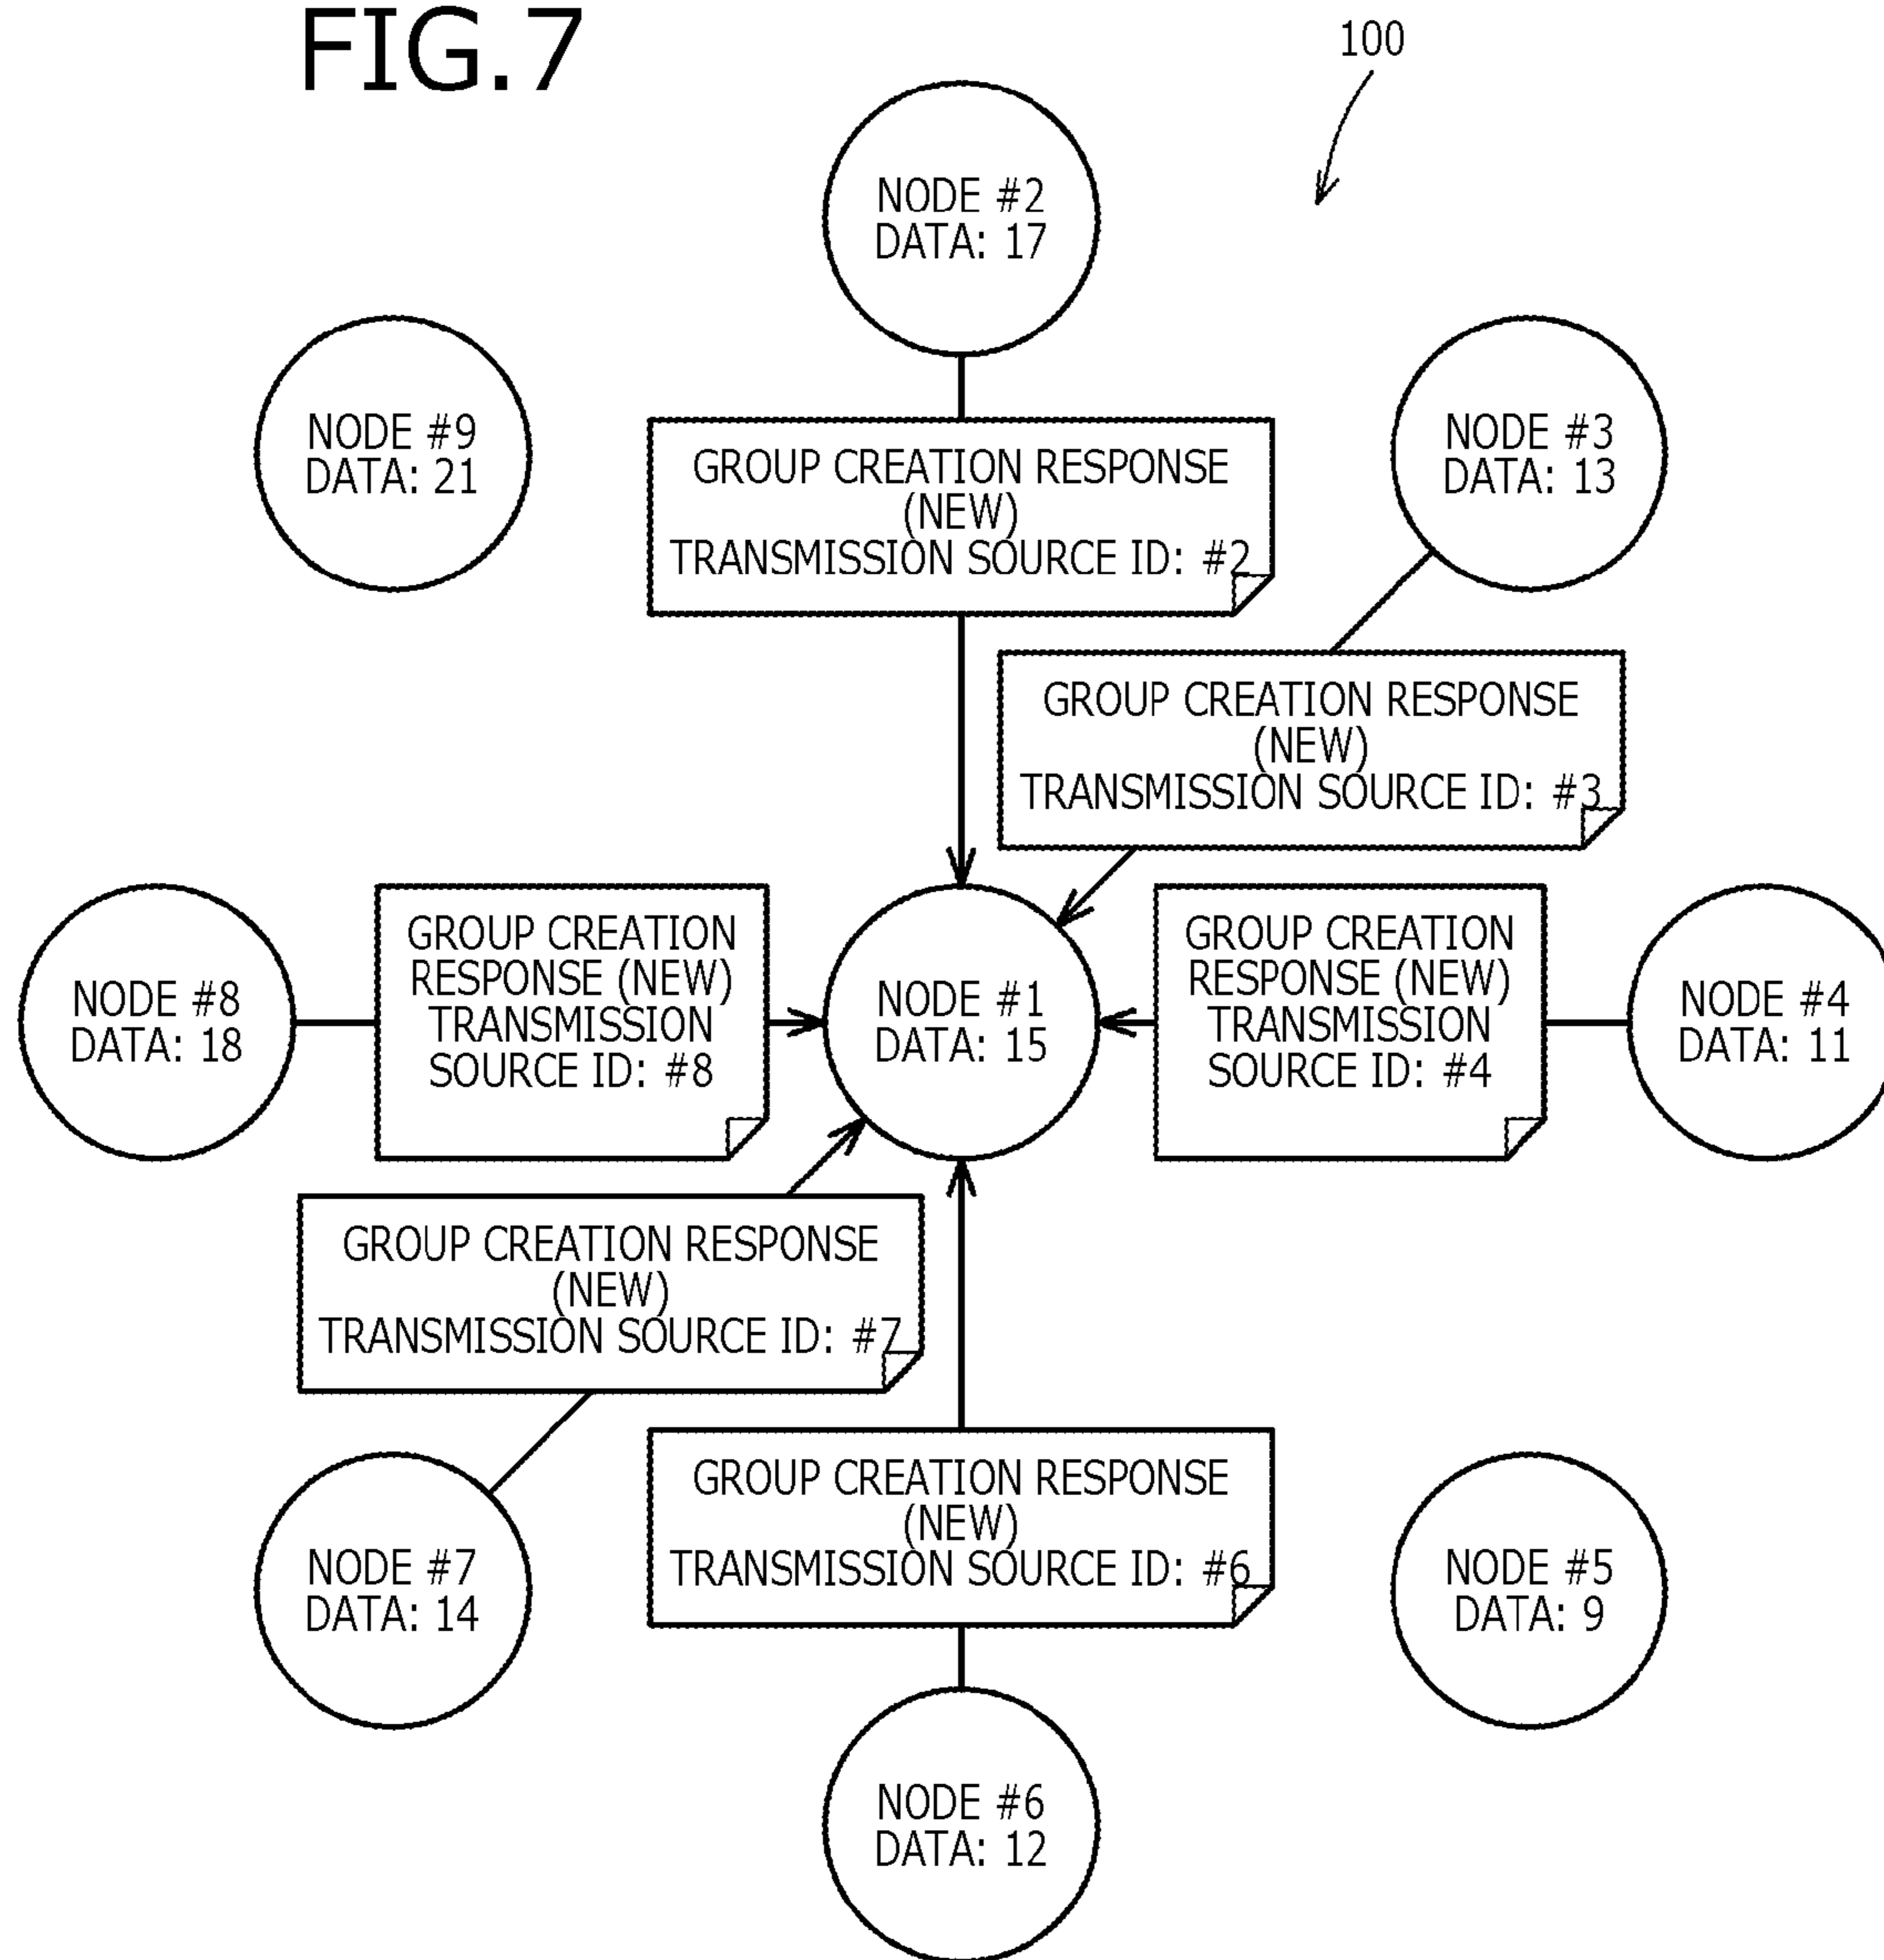 FIG.7
100
NODE #2
DATA: 17
NODE #9
DATA: 21
NODE #3
DATA: 13
GROUP CREATION RESPONSE
(NEW)
TRANSMISSION SOURCE ID: #2
GROUP CREATION RESPONSE
(NEW)
TRANSMISSION SOURCE ID: #3
NODE #8
DATA: 18
GROUP CREATION
RESPONSE (NEW)
TRANSMISSION
SOURCE ID: #8
NODE #1
DATA: 15
GROUP CREATION
RESPONSE (NEW)
TRANSMISSION
SOURCE ID: #4
NODE #4
DATA: 11
GROUP CREATION RESPONSE
(NEW)
TRANSMISSION SOURCE ID: #7
GROUP CREATION RESPONSE
(NEW)
TRANSMISSION SOURCE ID: #6
NODE #7
DATA: 14
NODE #5
DATA: 9
NODE #6
DATA: 12